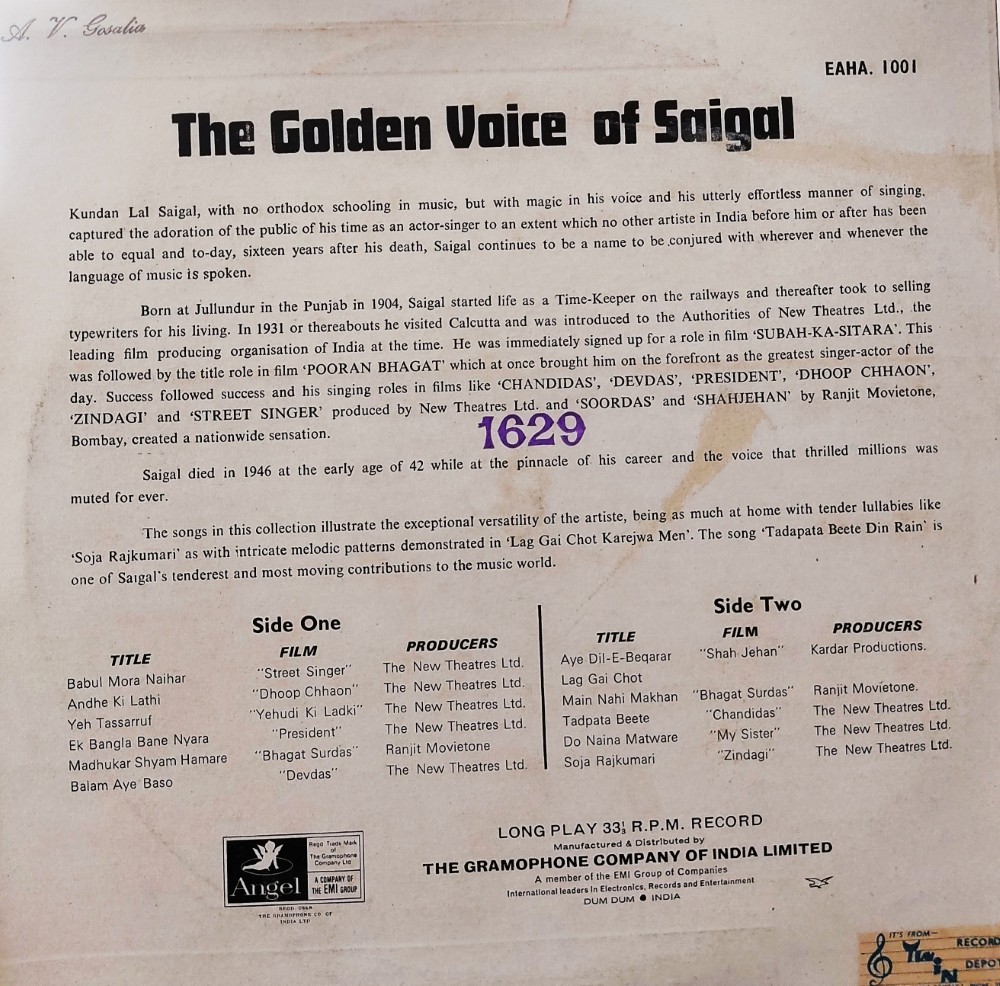 A. V. Gosalia
EAHA. 1001
The Golden Voice of Saigal
Kundan Lal Saigal, with no orthodox schooling in music, but with magic in his voice and his utterly effortless manner of singing,
captured the adoration of the public of his time as an actor-singer to an extent which no other artiste in India before him or after has been
able to equal and to-day, sixteen years after his death, Saigal continues to be a name to be conjured with wherever and whenever the
language of music is spoken.
Born at Jullundur in the Punjab in 1904, Saigal started life as a Time-Keeper on the railways and thereafter took to selling
typewriters for his living. In 1931 or thereabouts he visited Calcutta and was introduced to the Authorities of New Theatres Ltd., the
leading film producing organisation of India at the time. He was immediately signed up for a role in film 'SUBAH-KA-SITARA'. This
was followed by the title role in film 'POORAN BHAGAT' which at once brought him on the forefront as the greatest singer-actor of the
day. Success followed success and his singing roles in films like 'CHANDIDAS', 'DEVDAS', 'PRESIDENT', 'DHOOP CHHAON',
'ZINDAGI' and 'STREET SINGER' produced by New Theatres Ltd. and 'SOORDAS' and 'SHAHJEHAN' by Ranjit Movietone,
Bombay, created a nationwide sensation.
1629
Saigal died in 1946 at the early age of 42 while at the pinnacle of his career and the voice that thrilled millions was
muted for ever.
The songs in this collection illustrate the exceptional versatility of the artiste, being as much at home with tender lullabies like
'Soja Rajkumari' as with intricate melodic patterns demonstrated in 'Lag Gai Chot Karejwa Men'. The song 'Tadapata Beete Din Rain' is
one of Saigal's tenderest and most moving contributions to the music world.
Side One
TITLE FILM PRODUCERS
Babul Mora Naihar "Street Singer" The New Theatres Ltd.
Andhe Ki Lathi "Dhoop Chhaon" The New Theatres Ltd.
Yeh Tassarruf "Yehudi Ki Ladki" The New Theatres Ltd.
Ek Bangla Bane Nyara "President" The New Theatres Ltd.
Madhukar Shyam Hamare "Bhagat Surdas" Ranjit Movietone
Balam Aye Baso "Devdas" The New Theatres Ltd.
Side Two
TITLE FILM PRODUCERS
Aye Dil-E-Beqarar "Shah Jehan" Kardar Productions.
Lag Gai Chot
Main Nahi Makhan "Bhagat Surdas" Ranjit Movietone.
Tadpata Beete "Chandidas" The New Theatres Ltd.
Do Naina Matware "My Sister" The New Theatres Ltd.
Soja Rajkumari "Zindagi" The New Theatres Ltd.
Angel
Regd Trade Mark
of
The Gramophone
Company Ltd
A COMPANY OF
THE EMI GROUP
THE GRAMOPHONE CO OF
INDIA LTD
LONG PLAY 33⅓ R.P.M. RECORD
Manufactured & Distributed by
THE GRAMOPHONE COMPANY OF INDIA LIMITED
A member of the EMI Group of Companies
International leaders in Electronics, Records and Entertainment
DUM DUM ● INDIA
IT'S FROM—
RECORD
DEPOT